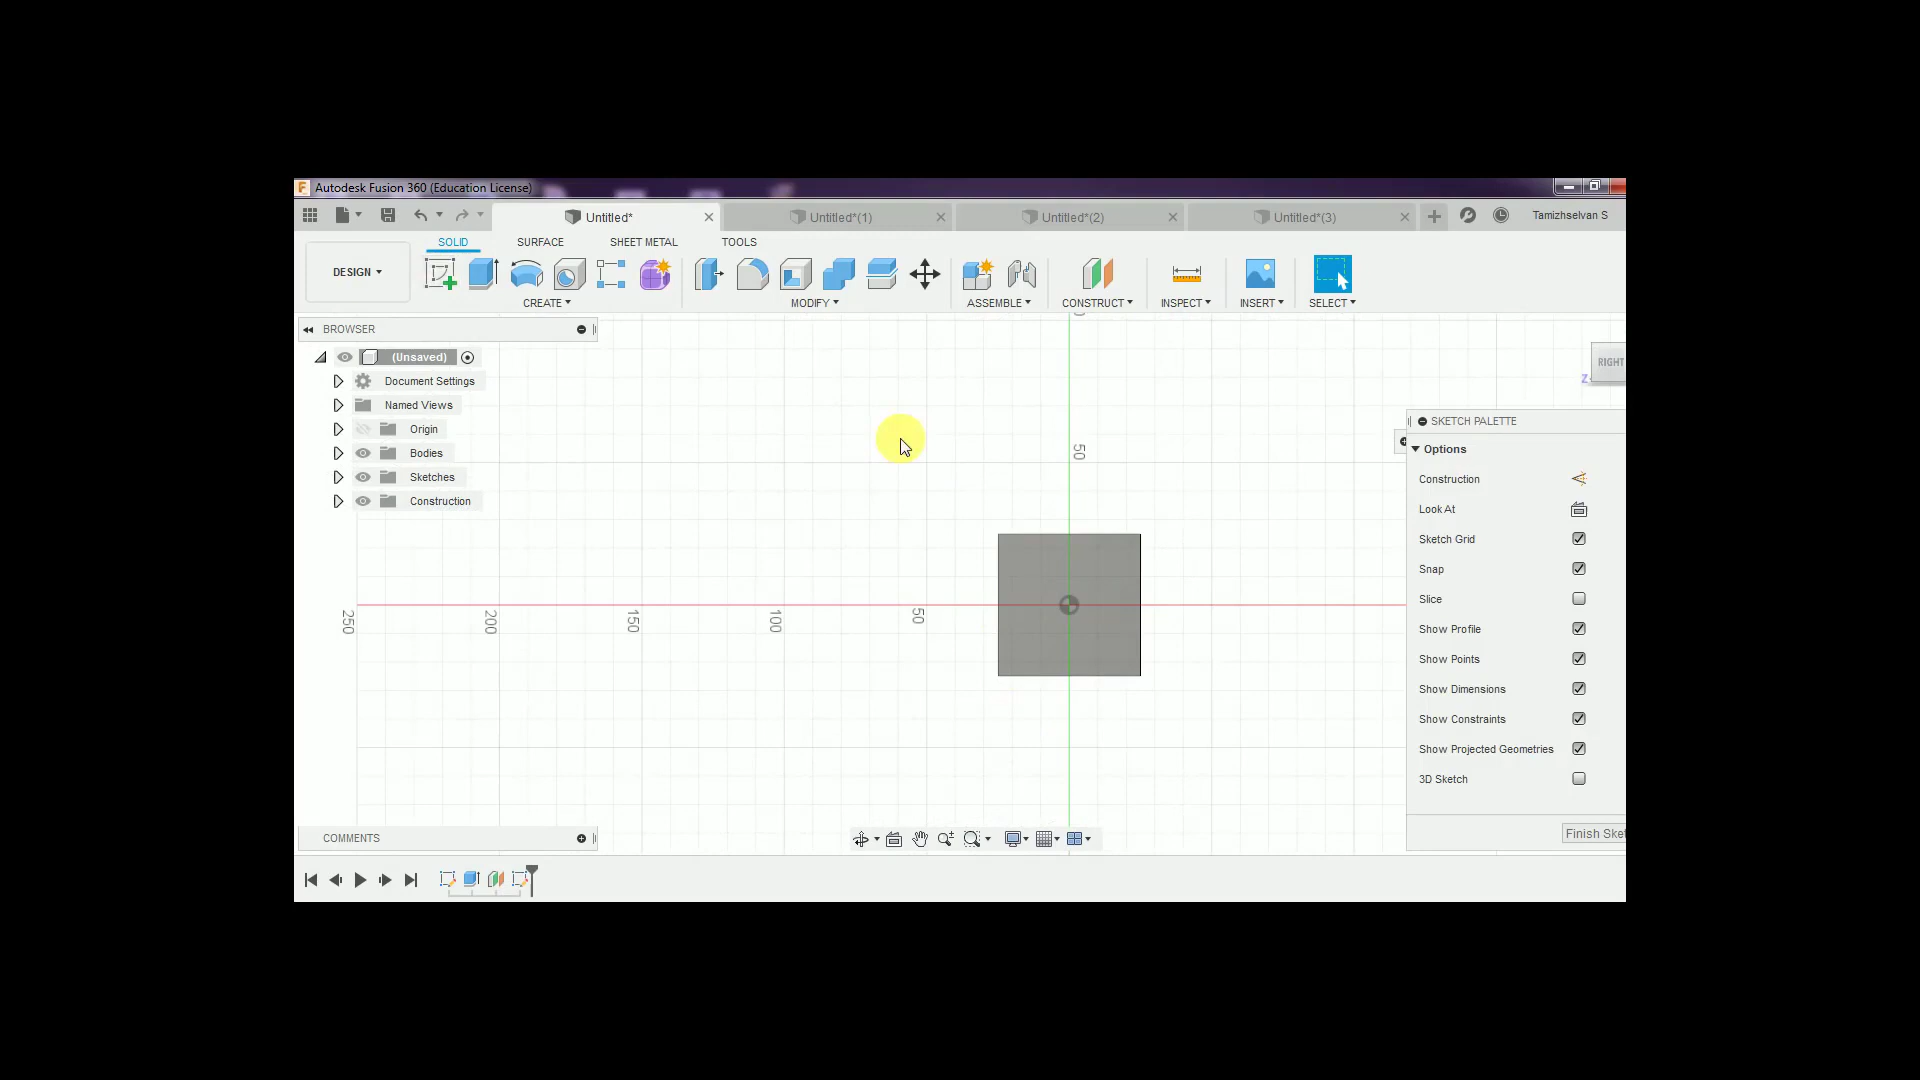 Autodesk Fusion 360 (Education License)
Untitled*
Untitled*(1)
Untitled*(2)
Untitled*(3)
Tamizhselvan S
SOLID
SURFACE
SHEET METAL
TOOLS
DESIGN
CREATE
MODIFY
ASSEMBLE
CONSTRUCT
INSPECT
INSERT
SELECT
BROWSER
(Unsaved)
Document Settings
Named Views
Origin
Bodies
Sketches
Construction
50
250
200
150
100
50
RIGHT
Z
SKETCH PALETTE
Options
Construction
Look At
Sketch Grid
Snap
Slice
Show Profile
Show Points
Show Dimensions
Show Constraints
Show Projected Geometries
3D Sketch
Finish Sket
COMMENTS